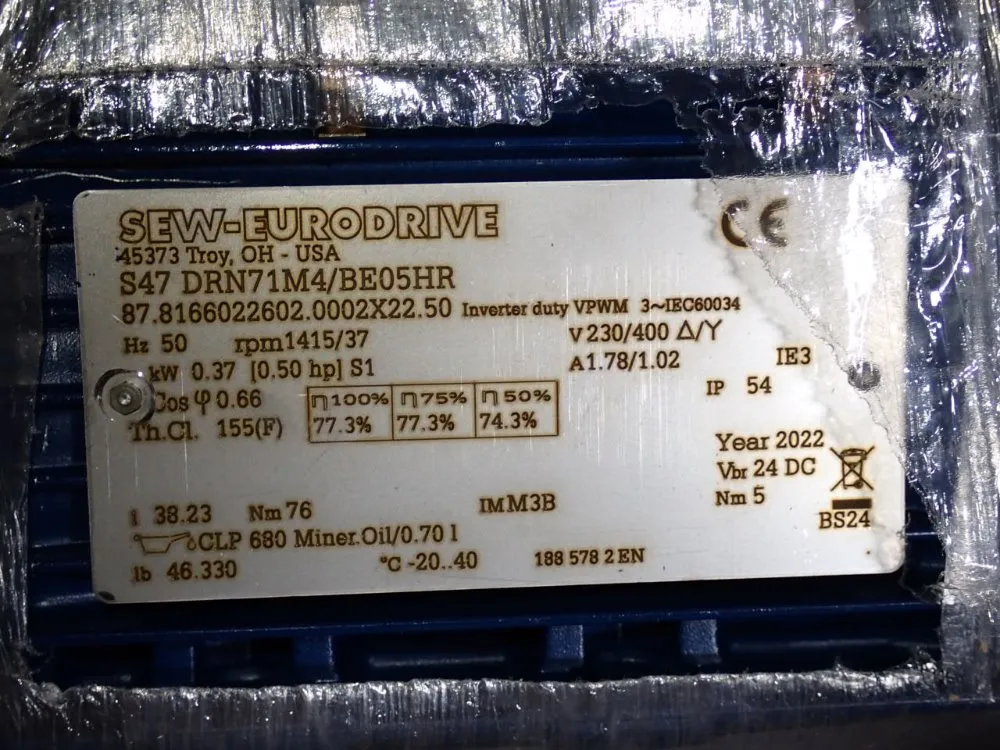 SEW-EURODRIVE CE
45373 Troy, OH - USA
S47 DRN71M4/BE05HR
87.8166022602.0002X22.50 Inverter duty VPWM 3~IEC60034
Hz 50 rpm1415/37 V 230/400 Δ/Y
kW 0.37 [0.50 hp] S1 A1.78/1.02 IE3
Cos φ 0.66 η100% η75% η50% IP 54
Th.Cl. 155(F) 77.3% 77.3% 74.3%
Year 2022
Vbr 24 DC
Nm 5
i 38.23 Nm 76 IM M3B BS24
CLP 680 Miner.Oil/0.70 l
lb 46.330 °C -20..40 188 578 2 EN